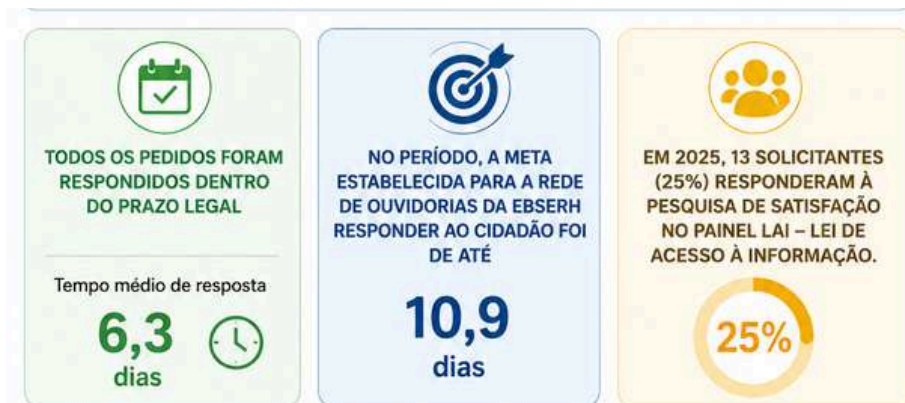 TODOS OS PEDIDOS FORAM
RESPONDIDOS DENTRO
DO PRAZO LEGAL
Tempo médio de resposta
6,3
dias
NO PERÍODO, A META
ESTABELECIDA PARA A REDE
DE OUVIDORIAS DA EBSERH
RESPONDER AO CIDADÃO FOI
DE ATÉ
10,9
dias
EM 2025, 13 SOLICITANTES
(25%) RESPONDERAM À
PESQUISA DE SATISFAÇÃO
NO PAINEL LAI – LEI DE
ACESSO À INFORMAÇÃO.
25%